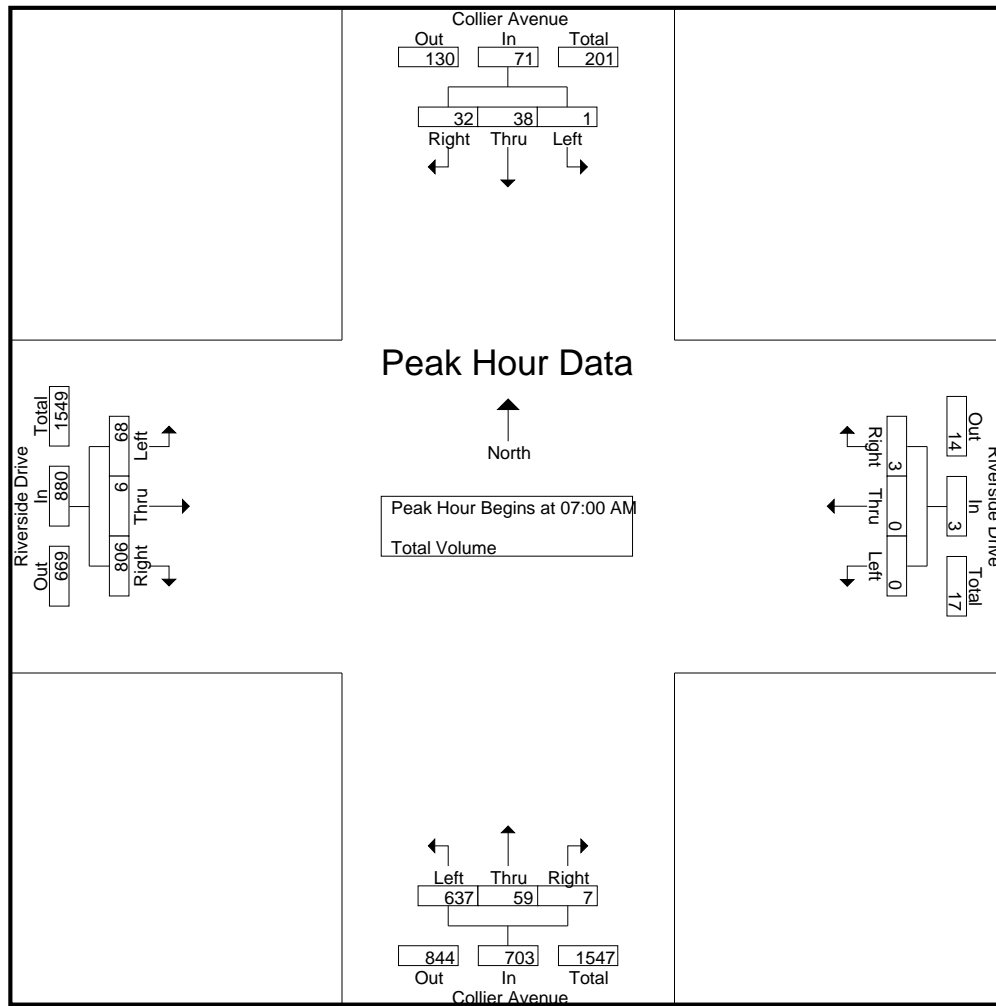 Collier Avenue
Out In Total
130 71 201
32 38 1
Right Thru Left
Peak Hour Data
North
Peak Hour Begins at 07:00 AM
Total Volume
Riverside Drive
Total In Out
1549 880 669
68 6 806
Left Thru Right
Riverside Drive
Out In Total
14 3 17
Right Thru Left
3 0 0
Left Thru Right
637 59 7
844 703 1547
Out In Total
Collier Avenue